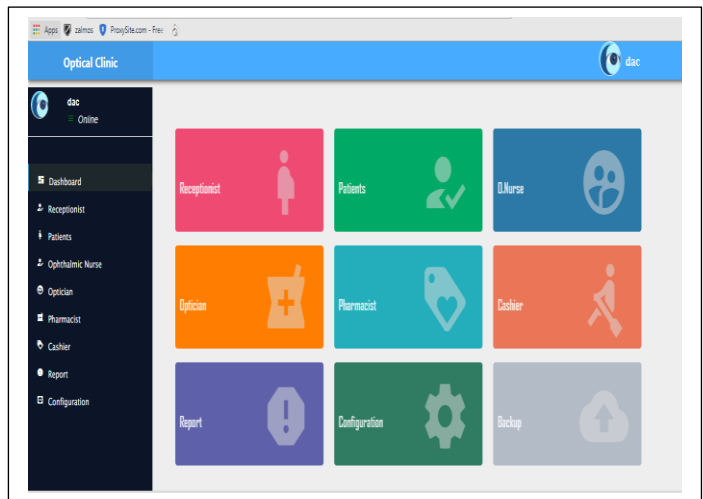 Apps zalmos ProxySite.com - Free
Optical Clinic
dac
dac
Online
Dashboard
Receptionist
Patients
Ophthalmic Nurse
Optician
Pharmacist
Cashier
Report
Configuration
Receptionist
Patients
O.Nurse
Optician
Pharmacist
Cashier
Report
Configuration
Backup